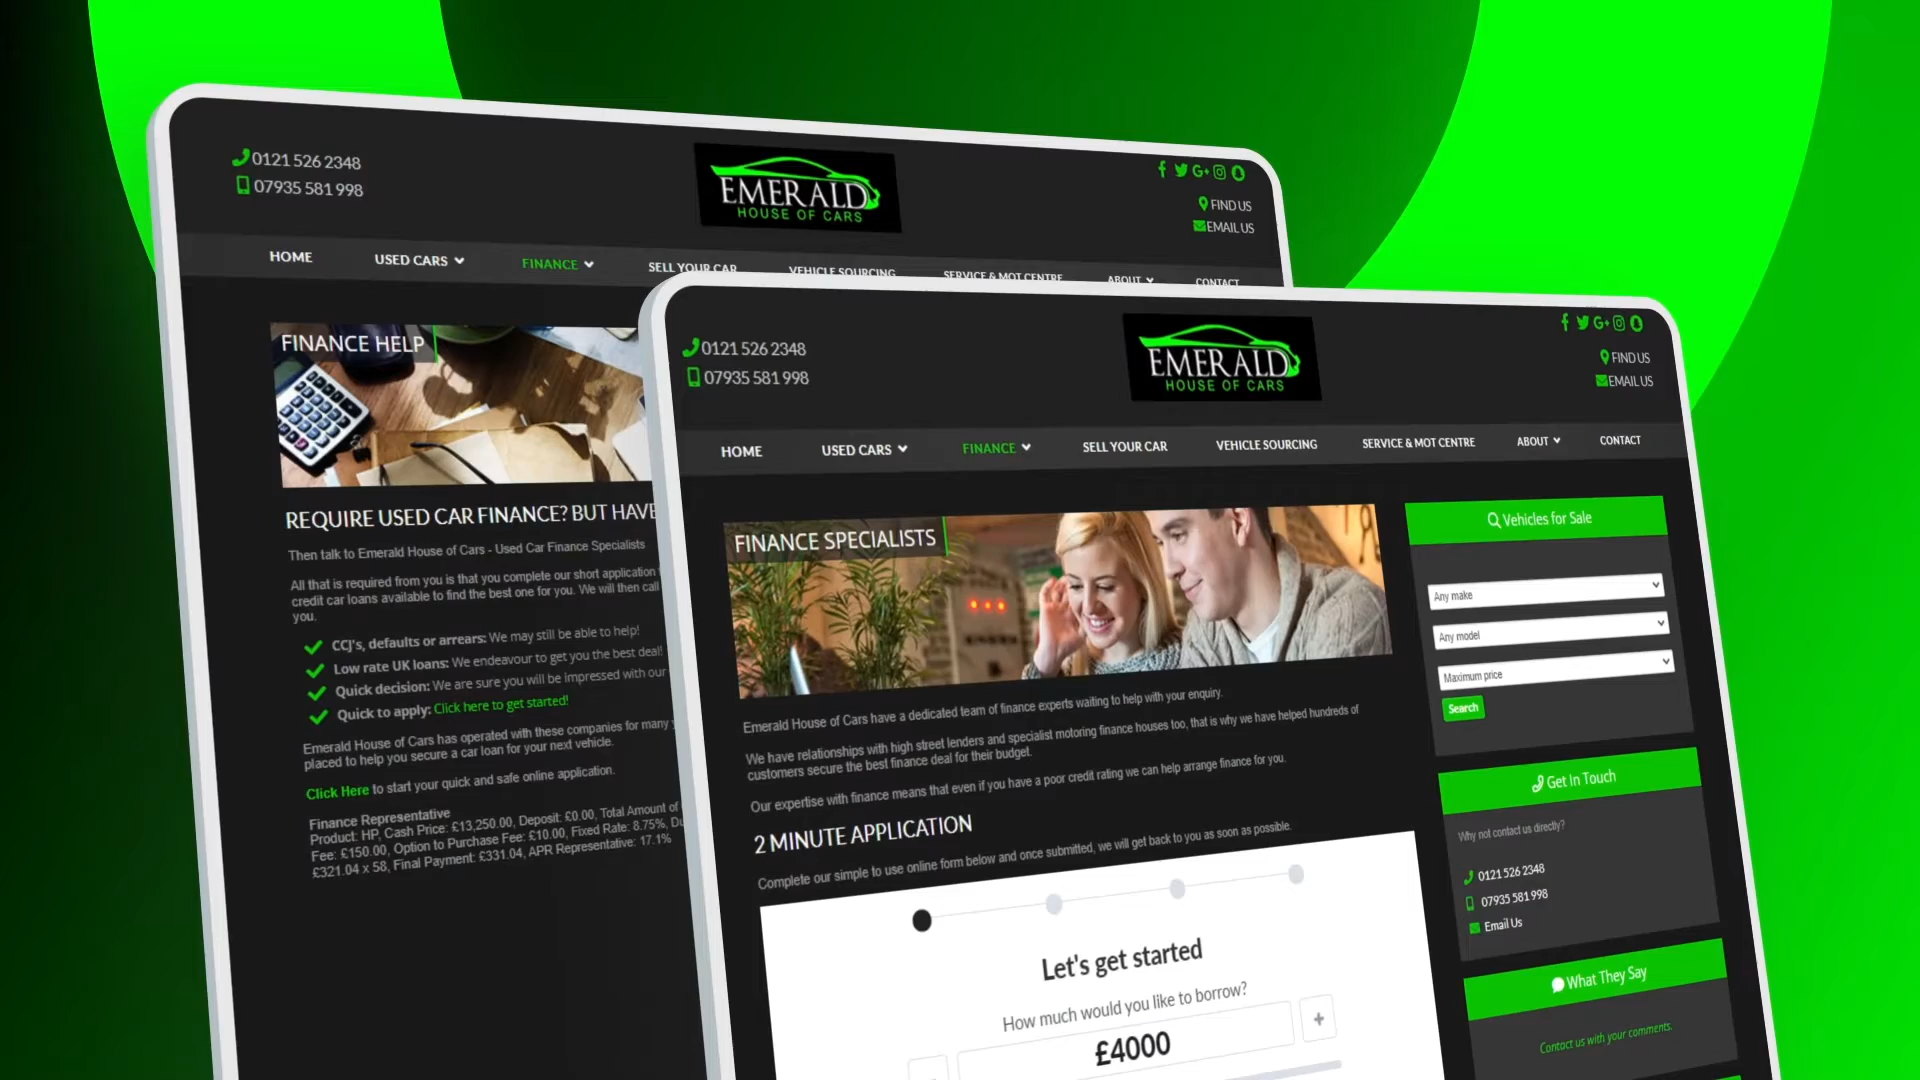 0121 526 2348
07935 581 998
EMERALD
HOUSE OF CARS
FIND US
EMAIL US
HOME
USED CARS
FINANCE
SELL YOUR CAR
VEHICLE SOURCING
SERVICE & MOT CENTRE
ABOUT
CONTACT
FINANCE HELP
REQUIRE USED CAR FINANCE? BUT HAVE
Then talk to Emerald House of Cars - Used Car Finance Specialists
All that is required from you is that you complete our short application
credit car loans available to find the best one for you. We will then call
you.
CCJ's, defaults or arrears: We may still be able to help!
Low rate UK loans: We endeavour to get you the best deal!
Quick decision: We are sure you will be impressed with our
Quick to apply: Click here to get started!
Emerald House of Cars has operated with these companies for many
placed to help you secure a car loan for your next vehicle.
Click Here to start your quick and safe online application.
Finance Representative
Product: HP, Cash Price: £13,250.00, Deposit: £0.00, Total Amount of
Fee: £150.00, Option to Purchase Fee: £10.00, Fixed Rate: 8.75%,
£321.04 x 58, Final Payment: £331.04, APR Representative: 17.1%
0121 526 2348
07935 581 998
EMERALD
HOUSE OF CARS
G+
FIND US
EMAIL US
HOME
USED CARS
FINANCE
SELL YOUR CAR
VEHICLE SOURCING
SERVICE & MOT CENTRE
ABOUT
CONTACT
FINANCE SPECIALISTS
Emerald House of Cars have a dedicated team of finance experts waiting to help with your enquiry.
We have relationships with high street lenders and specialist motoring finance houses too, that is why we have helped hundreds of
customers secure the best finance deal for their budget.
Our expertise with finance means that even if you have a poor credit rating we can help arrange finance for you.
2 MINUTE APPLICATION
Complete our simple to use online form below and once submitted, we will get back to you as soon as possible.
Let's get started
How much would you like to borrow?
£4000
+
Vehicles for Sale
Any make
Any model
Maximum price
Search
Get In Touch
Why not contact us directly?
0121 526 2348
07935 581 998
Email Us
What They Say
Contact us with your comments.